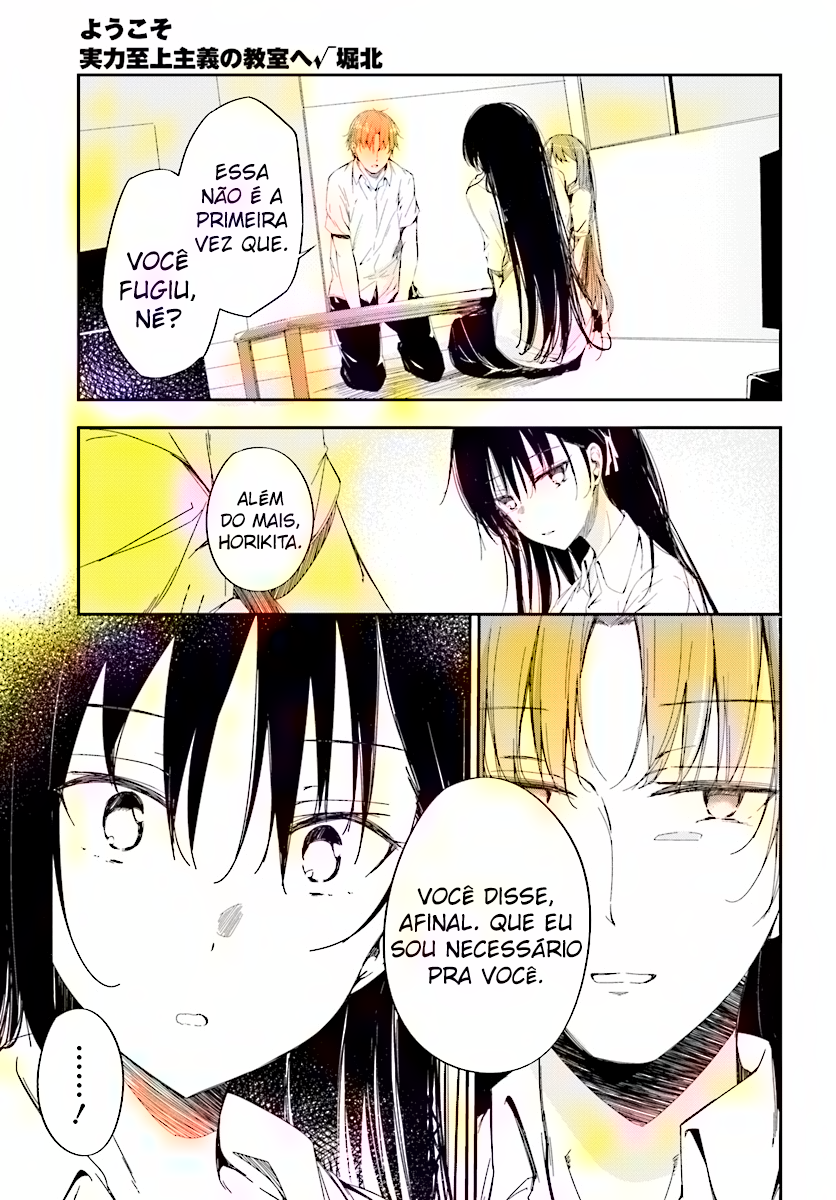 ようこそ
実力至上主義の教室へ√堀北
ESSA
NÃO É A
PRIMEIRA
VEZ QUE.
VOCÊ
FUGIU,
NÉ?
ALÉM
DO MAIS,
HORIKITA.
VOCÊ DISSE,
AFINAL. QUE EU
SOU NECESSÁRIO
PRA VOCÊ.
......!